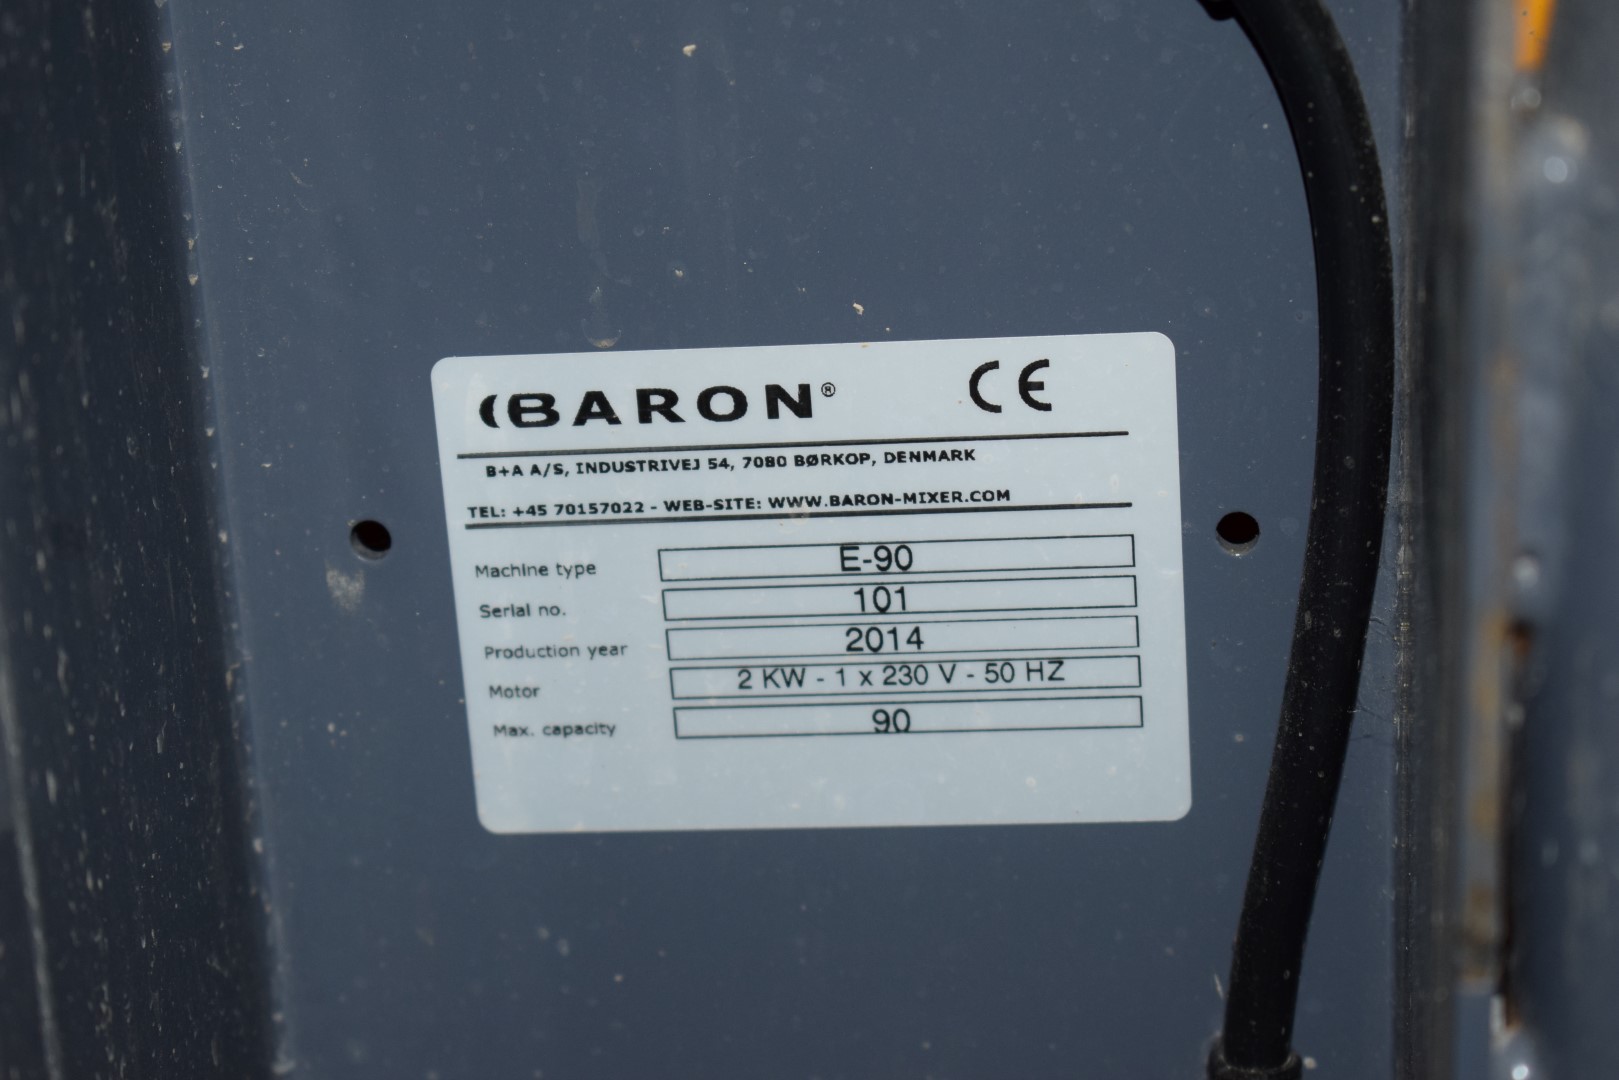 BARON® CE
B+A A/S, INDUSTRIVEJ 54, 7080 BØRKOP, DENMARK
TEL: +45 70157022 - WEB-SITE: WWW.BARON-MIXER.COM
Machine type E-90
Serial no. 101
Production year 2014
Motor 2 KW - 1 x 230 V - 50 HZ
Max. capacity 90